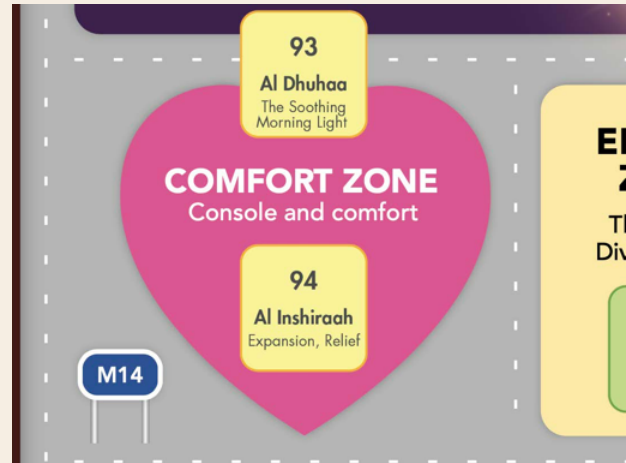 93
Al Dhuhaa
The Soothing
Morning Light
COMFORT ZONE
Console and comfort
94
Al Inshiraah
Expansion, Relief
M14